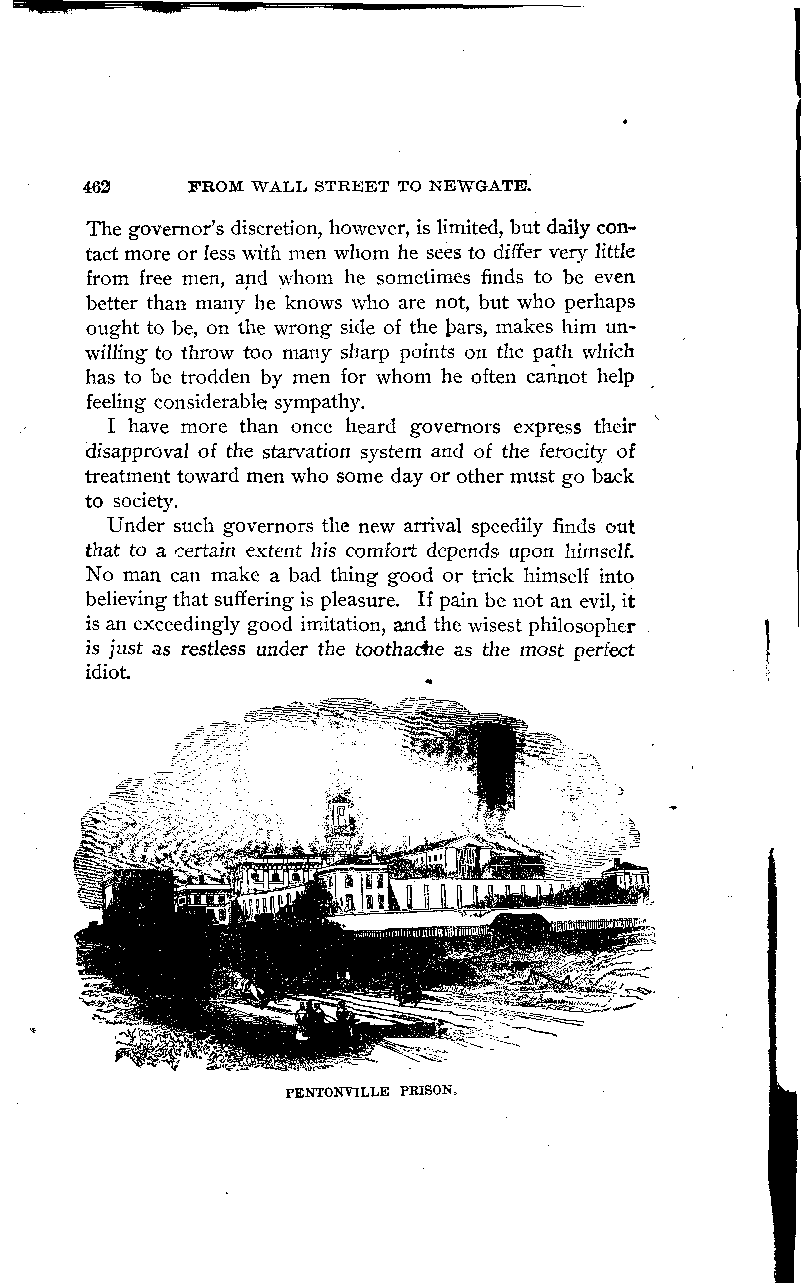 462 FROM WALL STREET TO NEWGATE.
The governor's discretion, however, is limited, but daily con-
tact more or less with men whom he sees to differ very little
from free men, and whom he sometimes finds to be even
better than many he knows who are not, but who perhaps
ought to be, on the wrong side of the bars, makes him un-
willing to throw too many sharp points on the path which
has to be trodden by men for whom he often cannot help
feeling considerable sympathy.
I have more than once heard governors express their
disapproval of the starvation system and of the ferocity of
treatment toward men who some day or other must go back
to society.
Under such governors the new arrival speedily finds out
that to a certain extent his comfort depends upon himself.
No man can make a bad thing good or trick himself into
believing that suffering is pleasure. If pain be not an evil, it
is an exceedingly good imitation, and the wisest philosopher
is just as restless under the toothache as the most perfect
idiot.
PENTONVILLE PRISON.